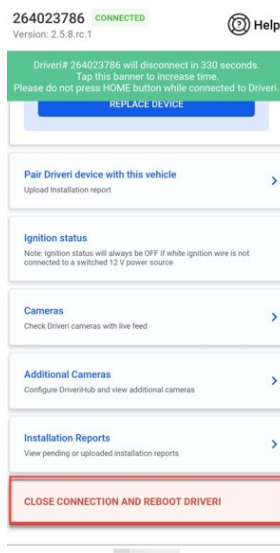 264023786 CONNECTED
Help
Version: 2.5.8.rc.1
Driveri# 264023786 will disconnect in 330 seconds.
Tap this banner to increase time.
Please do not press HOME button while connected to Driveri.
REPLACE DEVICE
Pair Driveri device with this vehicle
Upload Installation report
Ignition status
Note: Ignition status will always be OFF if white ignition wire is not
connected to a switched 12 V power source
Cameras
Check Driveri cameras with live feed
Additional Cameras
Configure DriveriHub and view additional cameras
Installation Reports
View pending or uploaded installation reports
CLOSE CONNECTION AND REBOOT DRIVERI